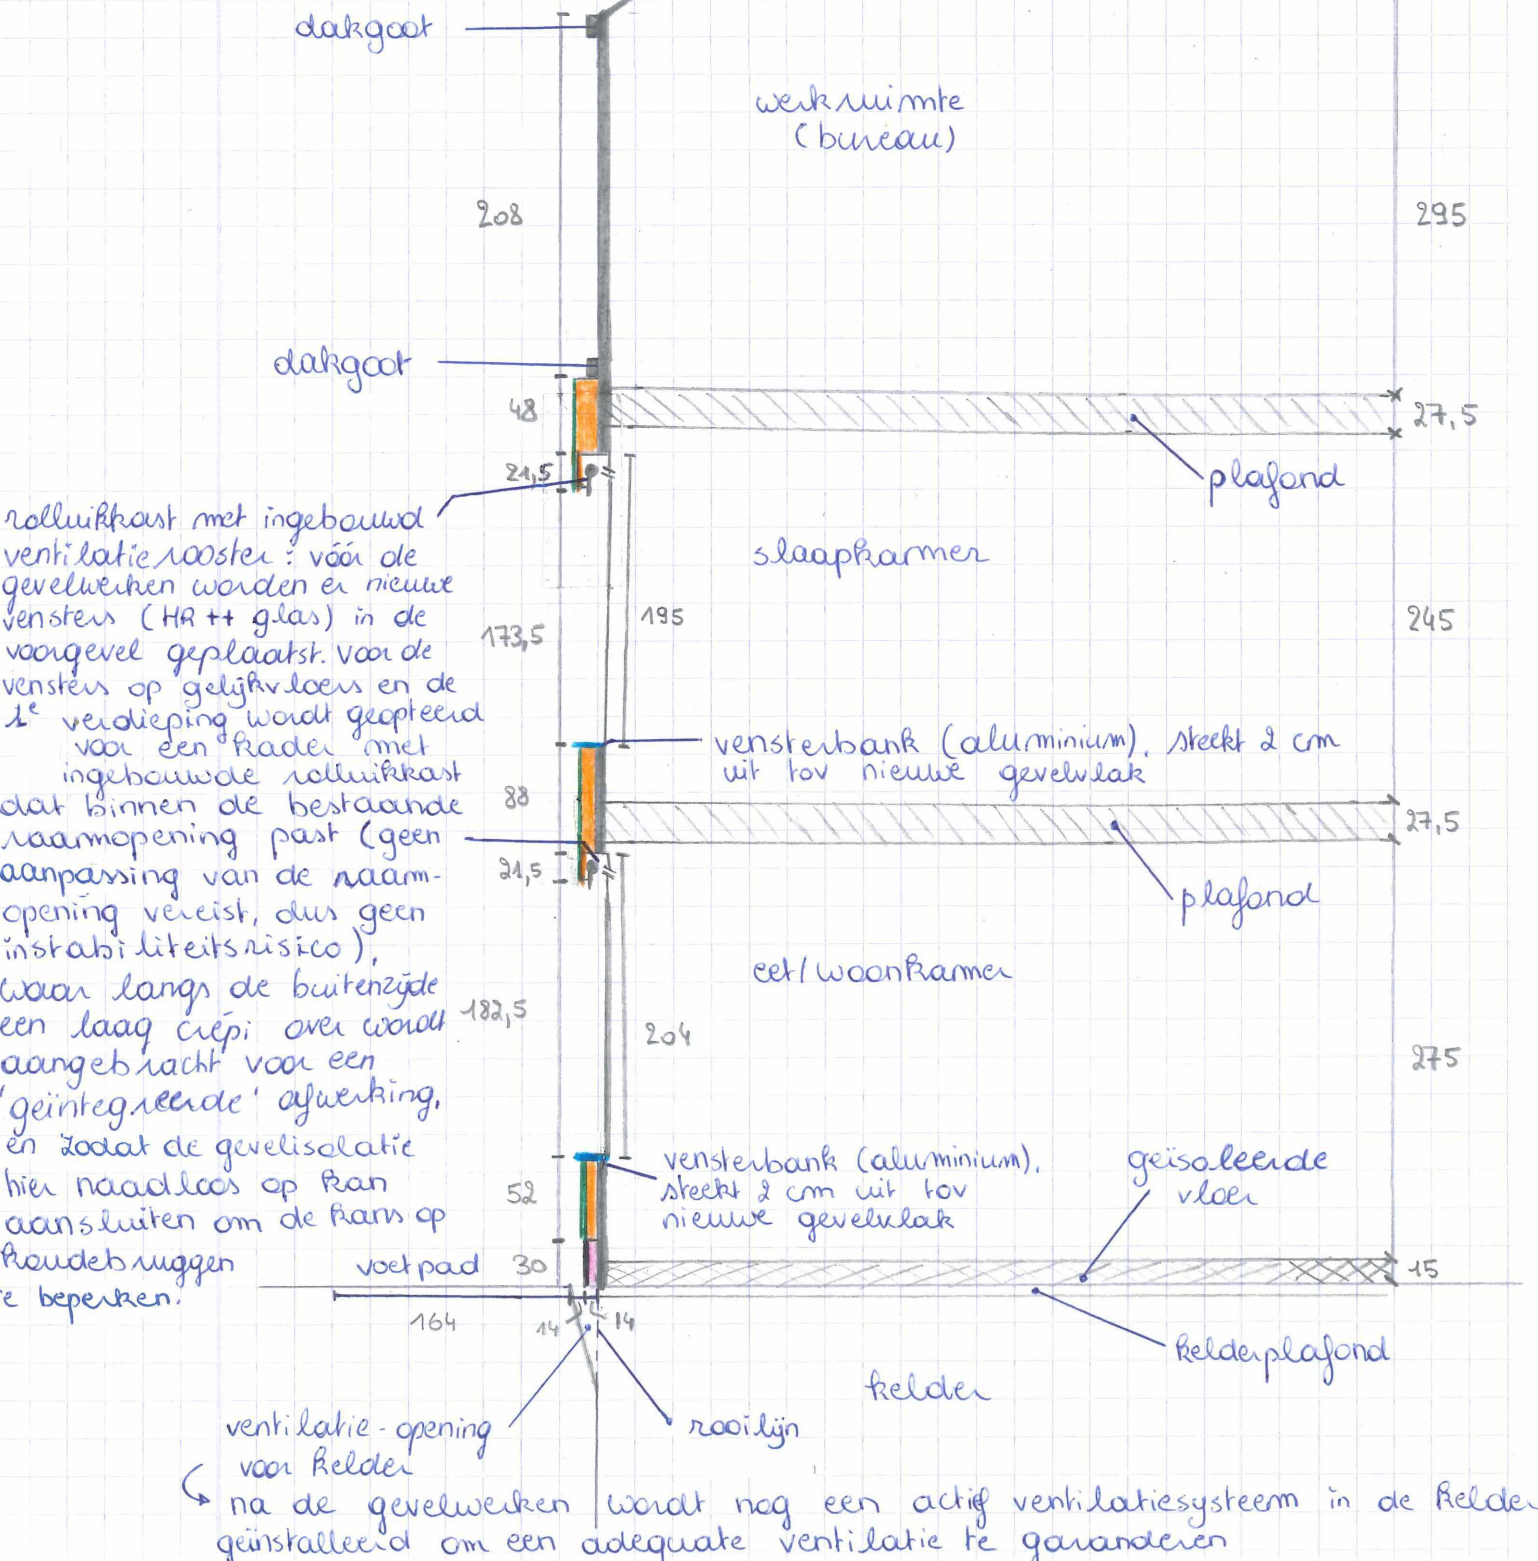 dakgoot
werkruimte
(bureau)
208
295
dakgoot
48
27,5
21,5
plafond
rolluikkast met ingebouwd
ventilatierooster : vóór de
gevelwerken worden er nieuwe
vensters (HR ++ glas) in de
voorgevel geplaatst. Voor de
vensters op gelijkvloers en de
1e verdieping wordt geopteerd
voor een kader met
ingebouwde rolluikkast
dat binnen de bestaande
raamopening past (geen
aanpassing van de raam-
opening vereist, dus geen
instabiliteitsrisico),
waar langs de buitenzijde
een laag crépi over wordt
aangebracht voor een
'geïntegreerde' afwerking,
en zodat de gevelisolatie
hier naadloos op kan
aansluiten om de kans op
koudebruggen
te beperken.
slaapkamer
173,5
195
245
vensterbank (aluminium), steekt 2 cm
uit tov nieuwe gevelvlak
88
27,5
21,5
plafond
eet/woonkamer
182,5
204
275
vensterbank (aluminium),
steekt 2 cm uit tov
nieuwe gevelvlak
geïsoleerde
vloer
52
voetpad
30
15
164
14
14
kelderplafond
kelder
ventilatie-opening
voor kelder
rooilijn
na de gevelwerken wordt nog een actief ventilatiesysteem in de kelder
geïnstalleerd om een adequate ventilatie te garanderen